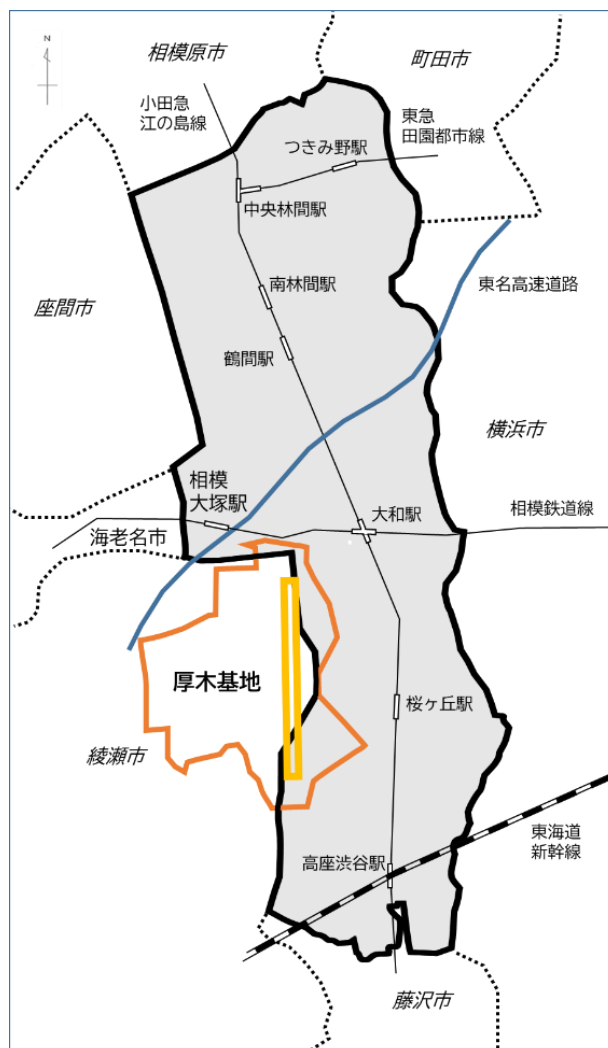 N
相模原市
町田市
小田急
江の島線
東急
田園都市線
つきみ野駅
中央林間駅
南林間駅
東名高速道路
座間市
鶴間駅
横浜市
相模
大塚駅
大和駅
相模鉄道線
海老名市
厚木基地
桜ヶ丘駅
綾瀬市
東海道
新幹線
高座渋谷駅
藤沢市